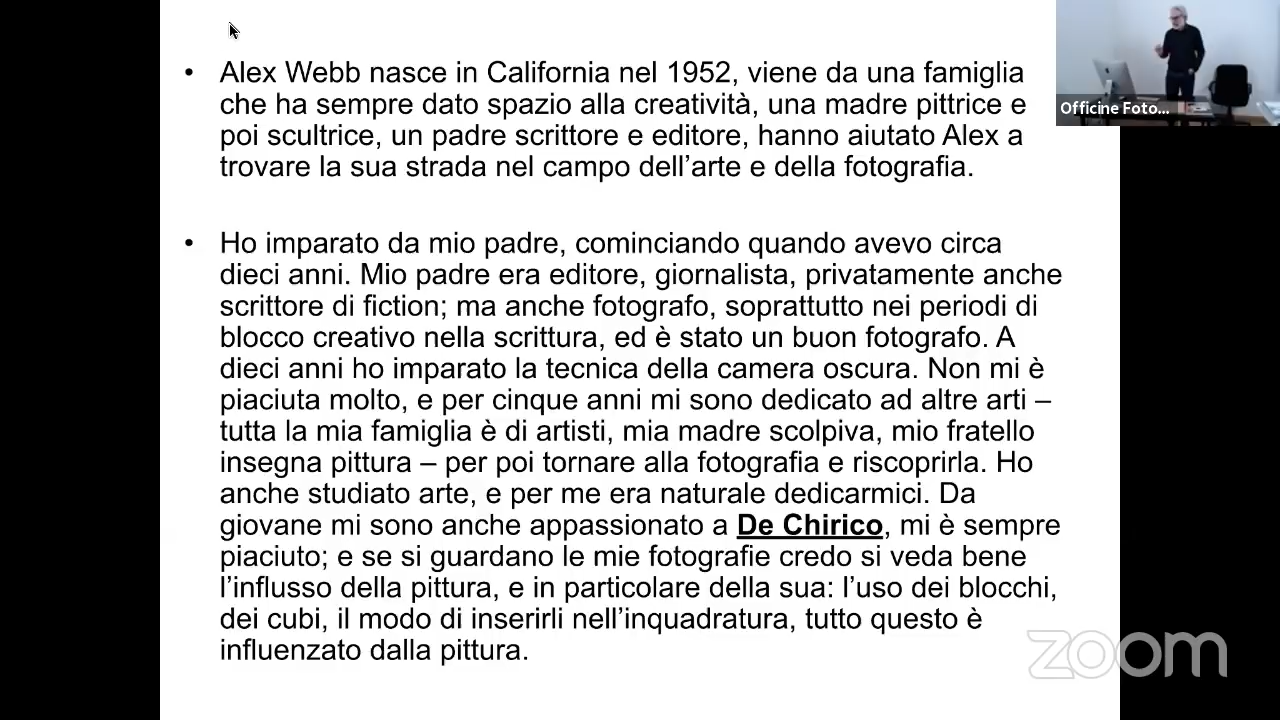 • Alex Webb nasce in California nel 1952, viene da una famiglia
che ha sempre dato spazio alla creatività, una madre pittrice e
poi scultrice, un padre scrittore e editore, hanno aiutato Alex a
trovare la sua strada nel campo dell’arte e della fotografia.
• Ho imparato da mio padre, cominciando quando avevo circa
dieci anni. Mio padre era editore, giornalista, privatamente anche
scrittore di fiction; ma anche fotografo, soprattutto nei periodi di
blocco creativo nella scrittura, ed è stato un buon fotografo. A
dieci anni ho imparato la tecnica della camera oscura. Non mi è
piaciuta molto, e per cinque anni mi sono dedicato ad altre arti –
tutta la mia famiglia è di artisti, mia madre scolpiva, mio fratello
insegna pittura – per poi tornare alla fotografia e riscoprirla. Ho
anche studiato arte, e per me era naturale dedicarmici. Da
giovane mi sono anche appassionato a De Chirico, mi è sempre
piaciuto; e se si guardano le mie fotografie credo si veda bene
l’influsso della pittura, e in particolare della sua: l’uso dei blocchi,
dei cubi, il modo di inserirli nell’inquadratura, tutto questo è
influenzato dalla pittura.
Officine Foto...
zoom